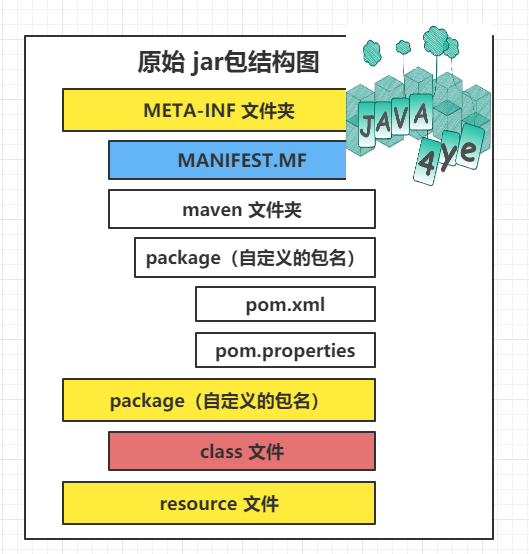 原始 jar包结构图
JAVA
4ye
META-INF 文件夹
MANIFEST.MF
maven 文件夹
package（自定义的包名）
pom.xml
pom.properties
package（自定义的包名）
class 文件
resource 文件